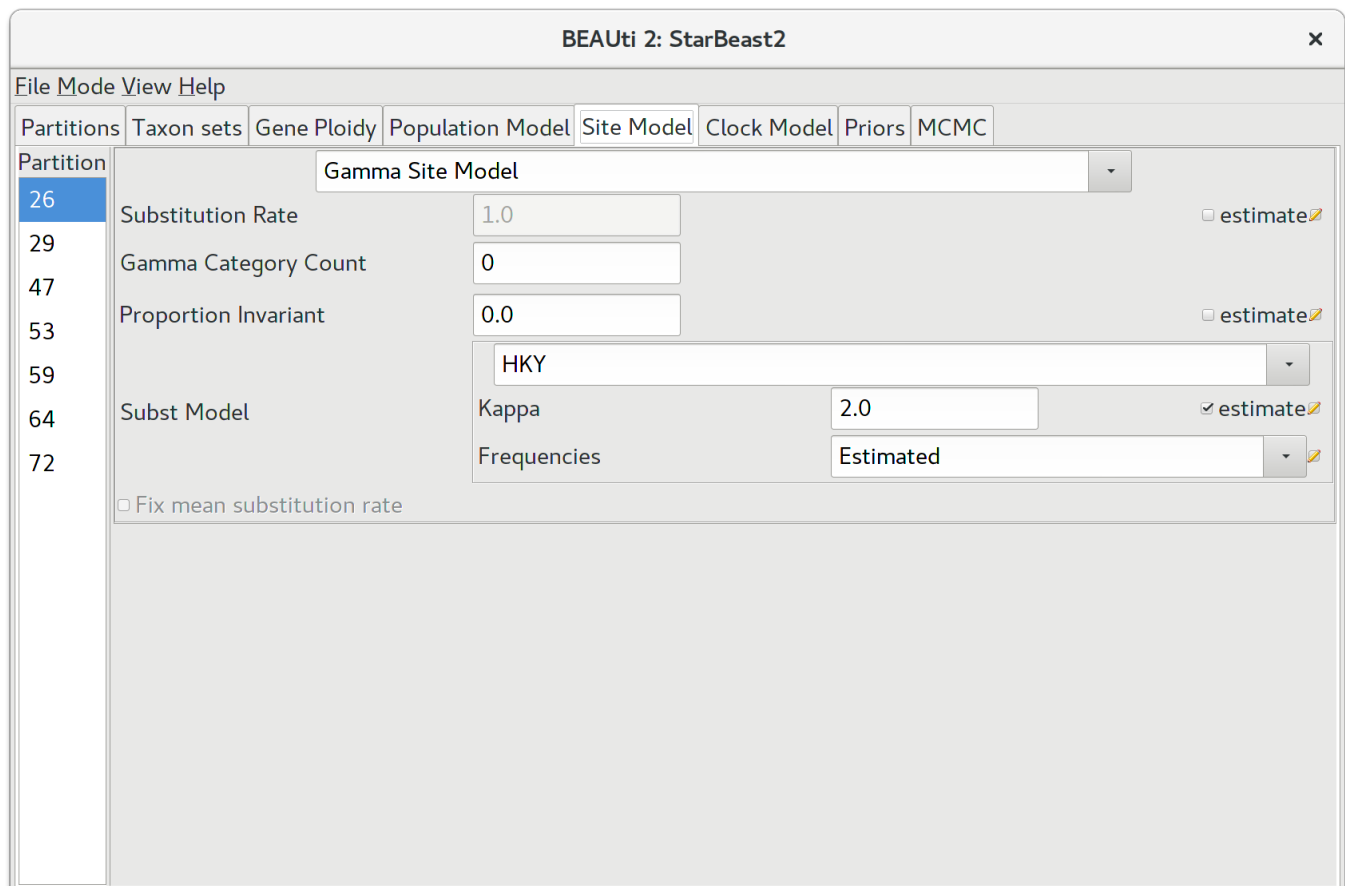 BEAUti 2: StarBeast2
File Mode View Help
Partitions Taxon sets Gene Ploidy Population Model Site Model Clock Model Priors MCMC
Partition
26
29
47
53
59
64
72
Gamma Site Model
Substitution Rate 1.0 estimate
Gamma Category Count 0
Proportion Invariant 0.0 estimate
HKY
Subst Model
Kappa 2.0 estimate
Frequencies Estimated
Fix mean substitution rate